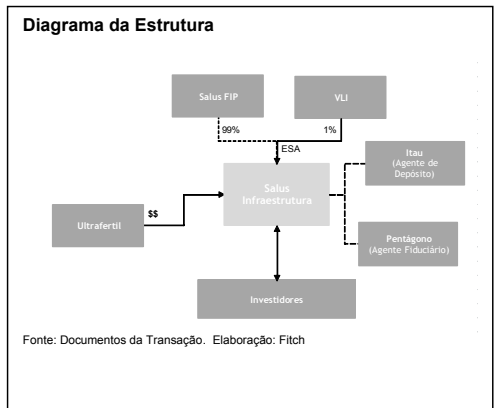 Diagrama da Estrutura
Salus FIP
VLI
99%
1%
ESA
Itau
(Agente de
Depósito)
Salus
Infraestrutura
$$
Ultrafertil
Pentágono
(Agente Fiduciário)
Investidores
Fonte: Documentos da Transação. Elaboração: Fitch